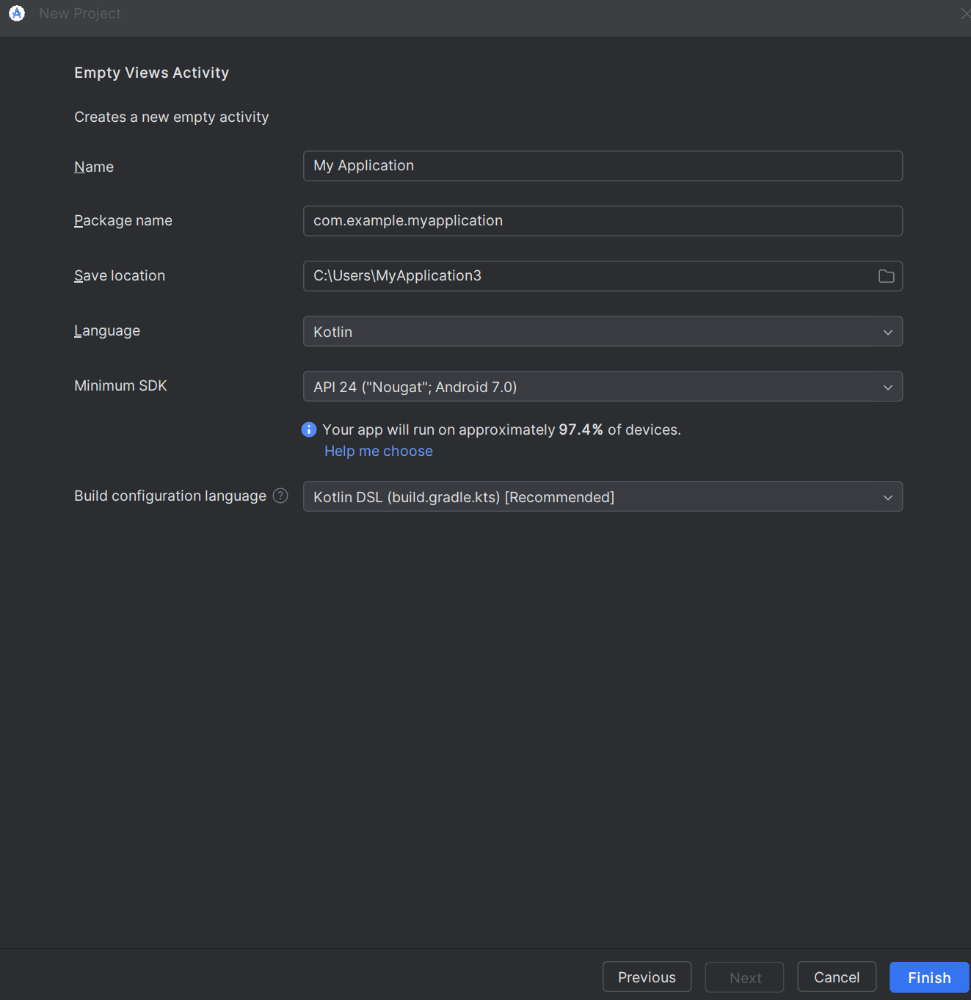 New Project
Empty Views Activity
Creates a new empty activity
Name
My Application
Package name
com.example.myapplication
Save location
C:\Users\MyApplication3
Language
Kotlin
Minimum SDK
API 24 ("Nougat"; Android 7.0)
Your app will run on approximately 97.4% of devices.
Help me choose
Build configuration language ?
Kotlin DSL (build.gradle.kts) [Recommended]
Previous
Next
Cancel
Finish